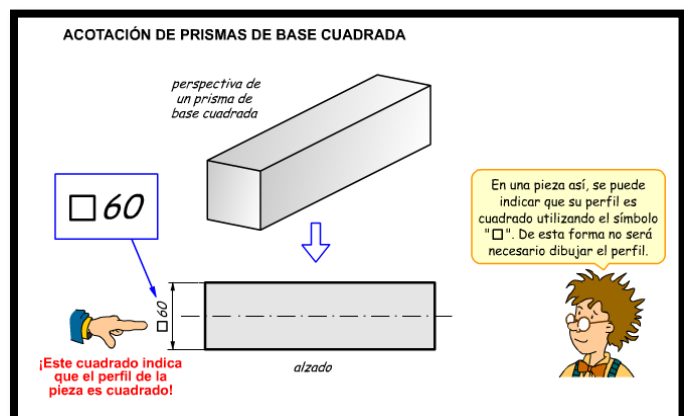 ACOTACIÓN DE PRISMAS DE BASE CUADRADA
perspectiva de
un prisma de
base cuadrada
□ 60
En una pieza así, se puede
indicar que su perfil es
cuadrado utilizando el símbolo
"□". De esta forma no será
necesario dibujar el perfil.
□ 60
¡Este cuadrado indica
que el perfil de la
pieza es cuadrado!
alzado